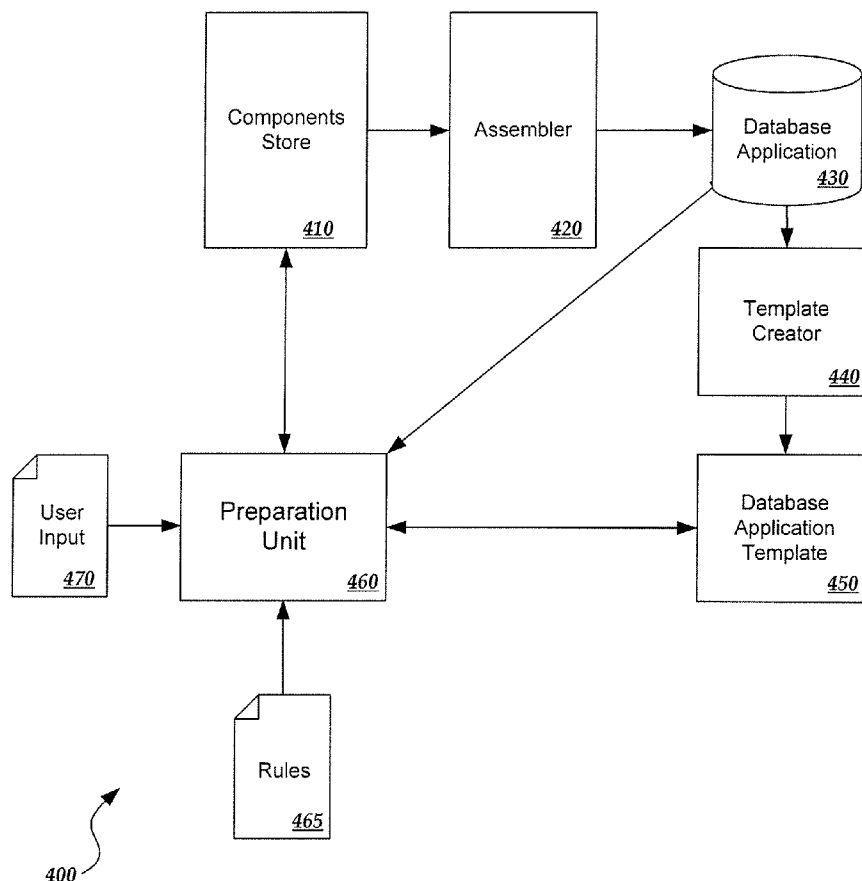 Components
Store
410
Assembler
420
Database
Application
430
Template
Creator
440
User
Input
470
Preparation
Unit
460
Database
Application
Template
450
Rules
465
400